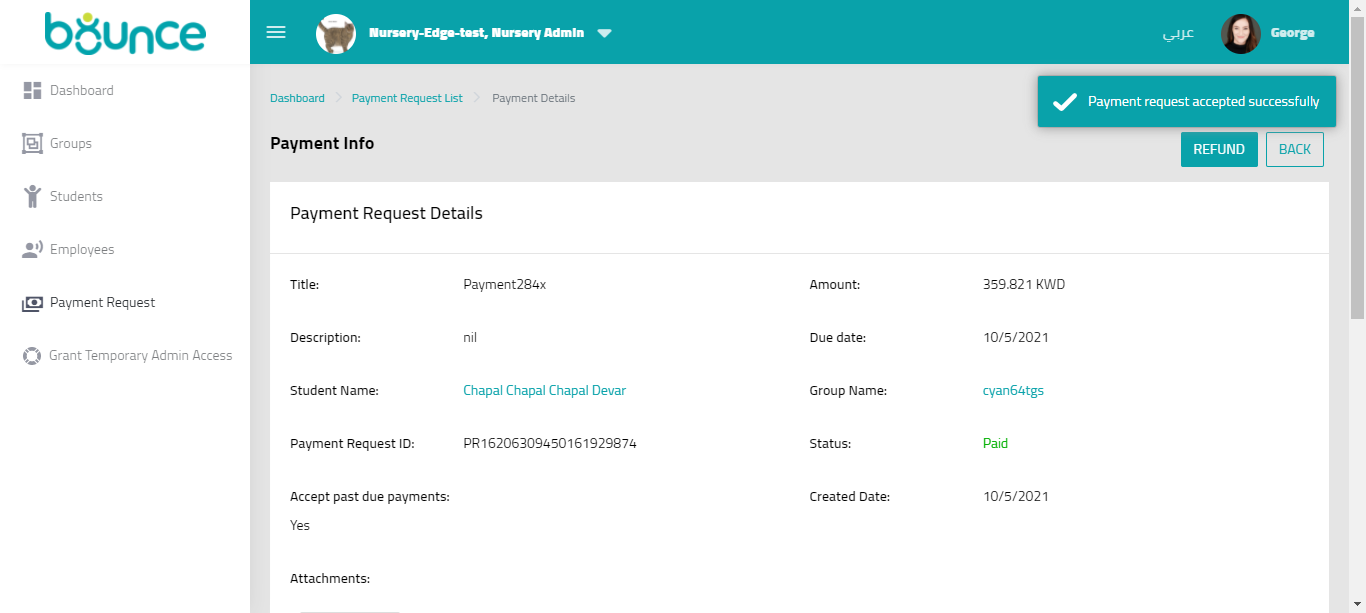 bounce
Nursery-Edge-test, Nursery Admin
عربي
George
Dashboard
Groups
Students
Employees
Payment Request
Grant Temporary Admin Access
Dashboard
Payment Request List
Payment Details
Payment request accepted successfully
Payment Info
REFUND
BACK
Payment Request Details
Title: Payment284x
Amount: 359.821 KWD
Description: nil
Due date: 10/5/2021
Student Name: Chapal Chapal Chapal Devar
Group Name: cyan64tgs
Payment Request ID: PR16206309450161929874
Status: Paid
Accept past due payments:
Yes
Created Date: 10/5/2021
Attachments: